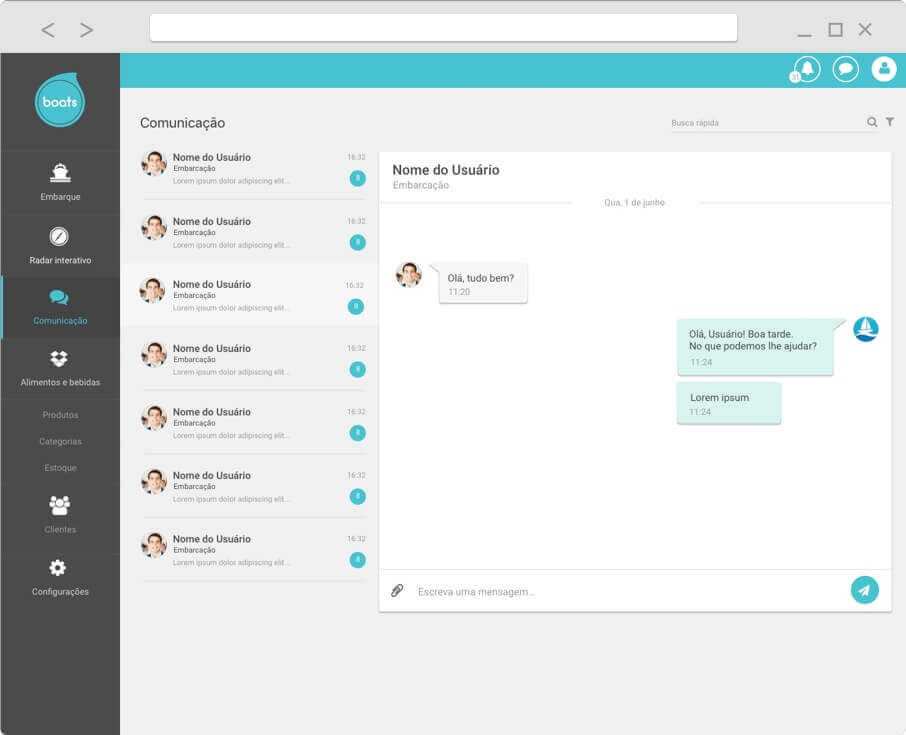 boats
Embarque
Radar interativo
Comunicação
Alimentos e bebidas
Produtos
Categorias
Estoque
Clientes
Configurações
21
Comunicação
Busca rápida
Nome do Usuário 16:32
Embarcação
Lorem ipsum dolor adipiscing elit... 8
Nome do Usuário 16:32
Embarcação
Lorem ipsum dolor adipiscing elit... 8
Nome do Usuário 16:32
Embarcação
Lorem ipsum dolor adipiscing elit... 8
Nome do Usuário 16:32
Embarcação
Lorem ipsum dolor adipiscing elit... 8
Nome do Usuário 16:32
Embarcação
Lorem ipsum dolor adipiscing elit... 8
Nome do Usuário 16:32
Embarcação
Lorem ipsum dolor adipiscing elit... 8
Nome do Usuário 16:32
Embarcação
Lorem ipsum dolor adipiscing elit... 8
Nome do Usuário
Embarcação
Qua, 1 de junho
Olá, tudo bem?
11:20
Olá, Usuário! Boa tarde.
No que podemos lhe ajudar?
11:24
Lorem ipsum
11:24
Escreva uma mensagem...